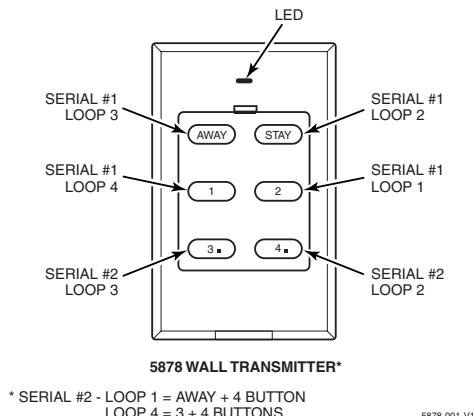 LED
SERIAL #1
LOOP 3
SERIAL #1
LOOP 2
AWAY
STAY
SERIAL #1
LOOP 4
SERIAL #1
LOOP 1
1
2
3
4
SERIAL #2
LOOP 3
SERIAL #2
LOOP 2
5878 WALL TRANSMITTER*
* SERIAL #2 - LOOP 1 = AWAY + 4 BUTTON
LOOP 4 = 3 + 4 BUTTONS
5878-001-V1